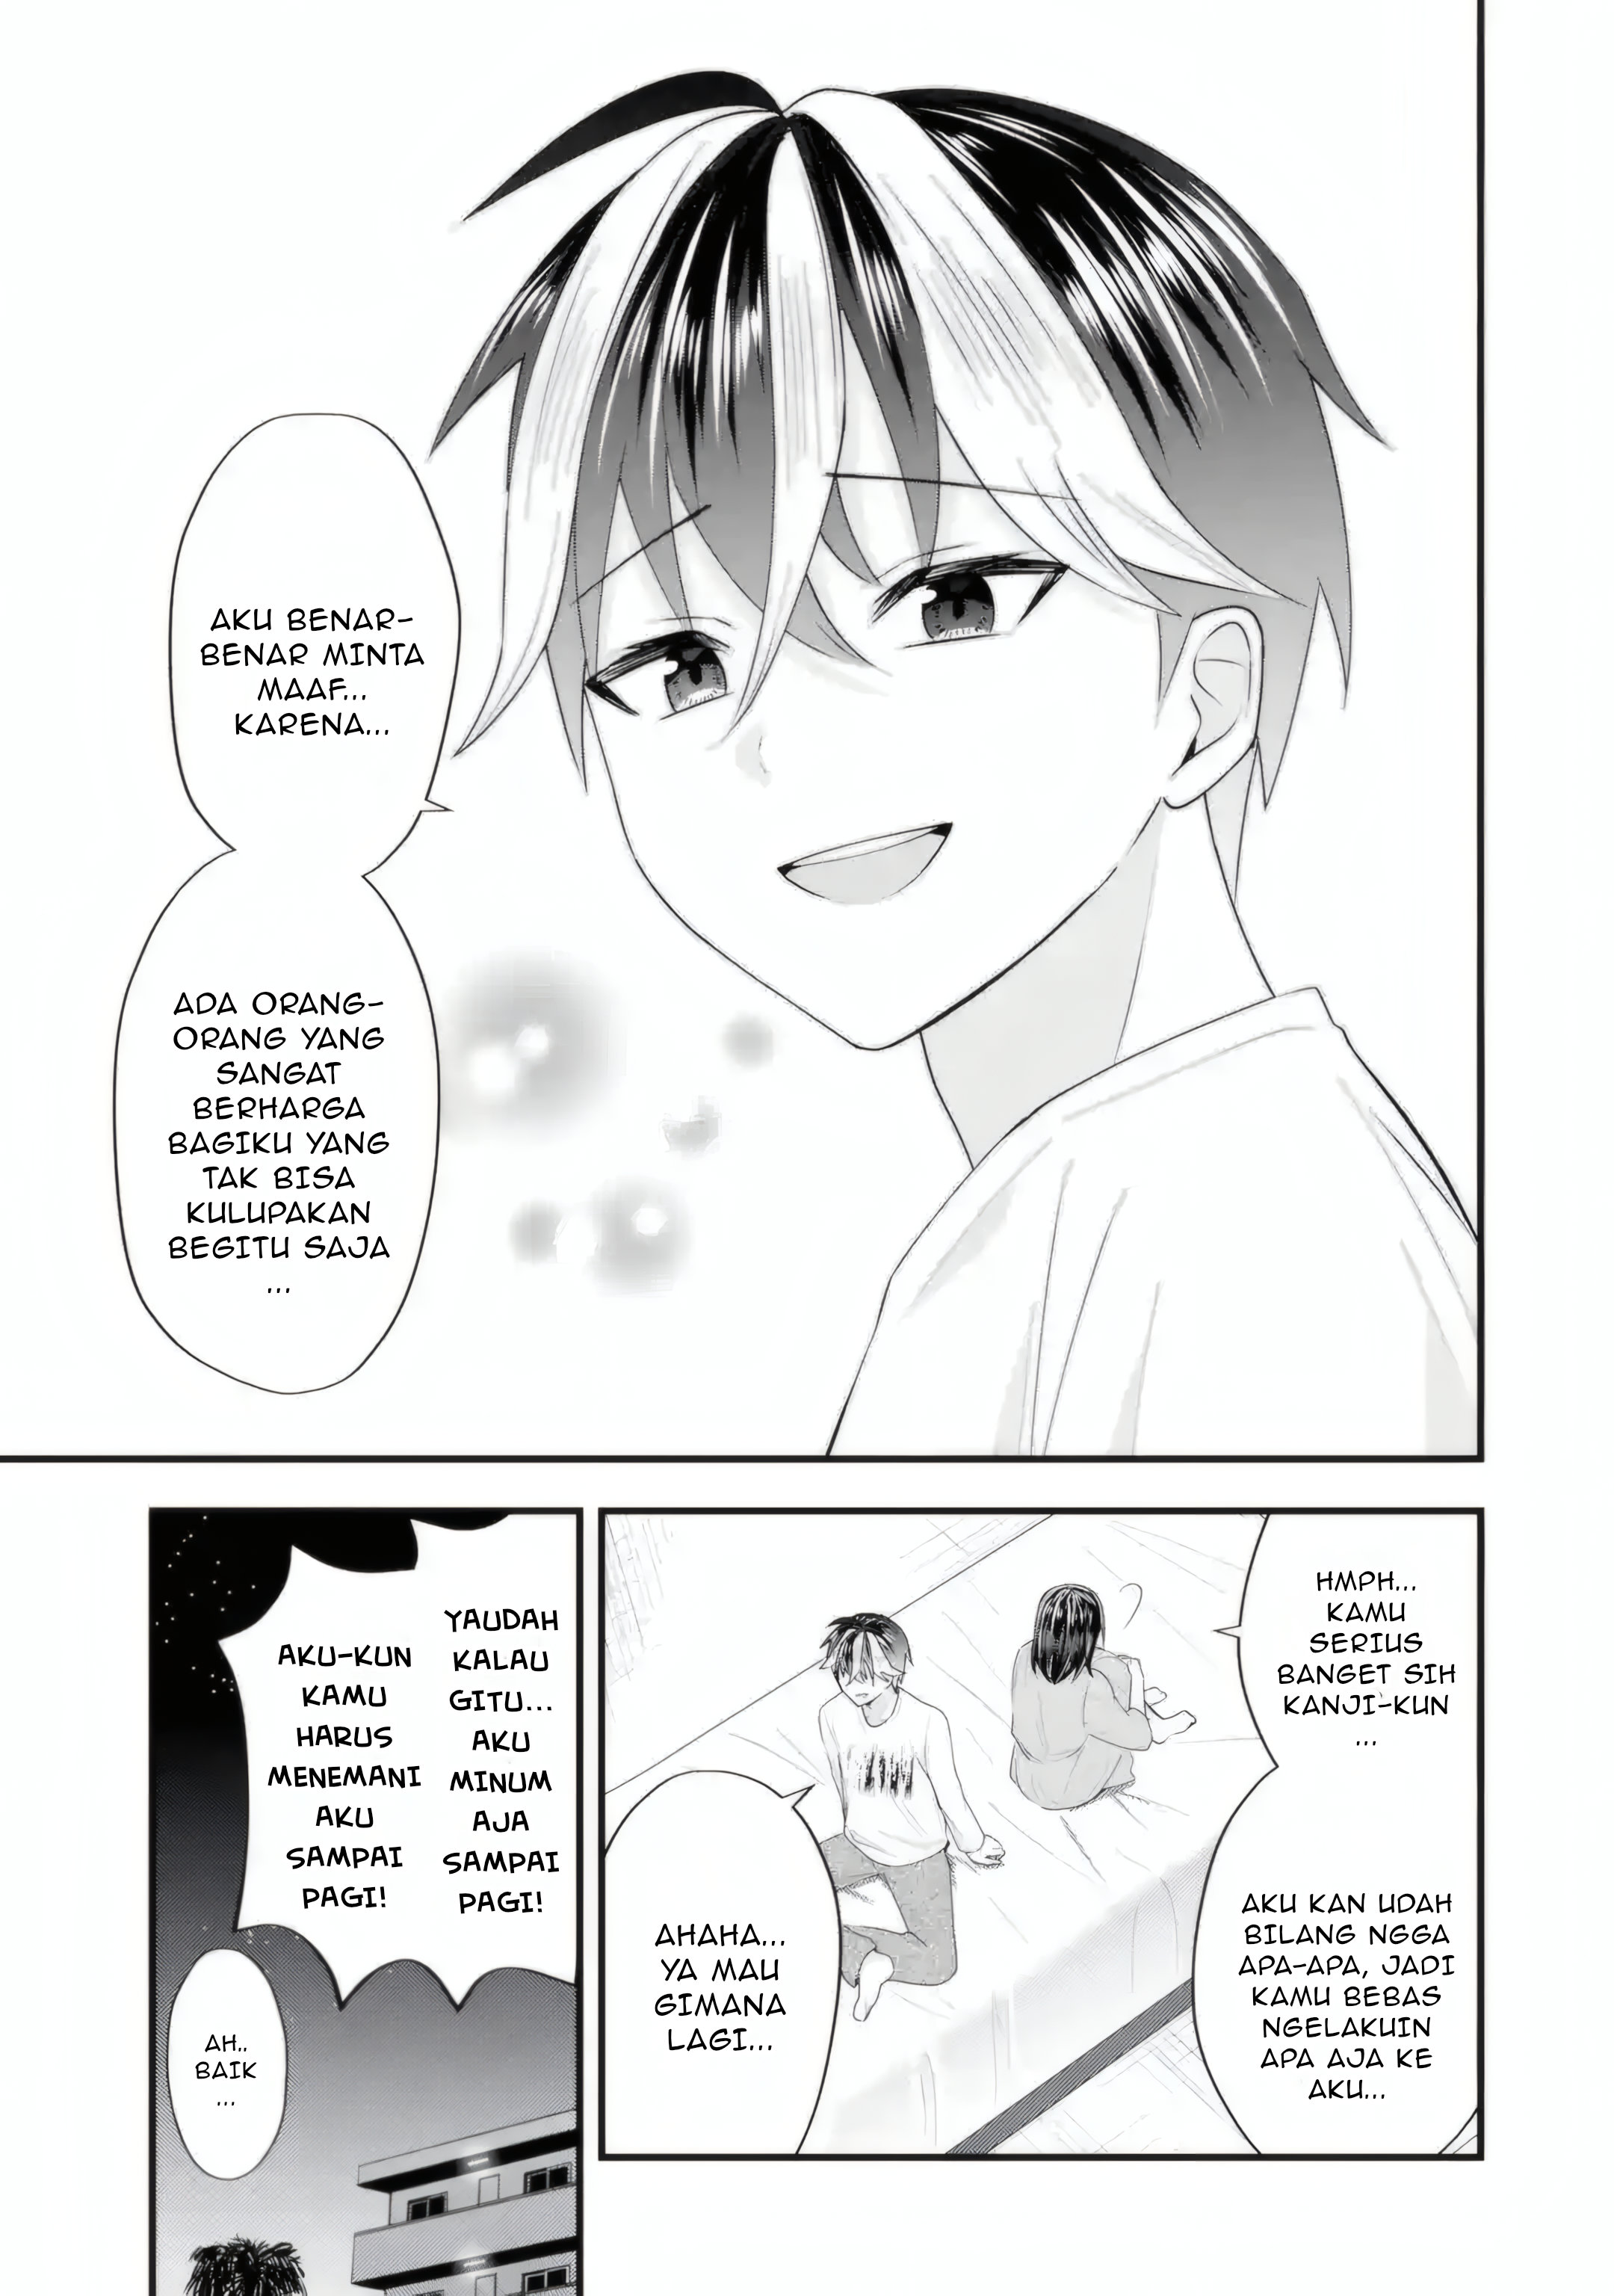 AKU BENAR-
BENAR MINTA
MAAF...
KARENA...
ADA ORANG-
ORANG YANG
SANGAT
BERHARGA
BAGIKU YANG
TAK BISA
KULUPAKAN
BEGITU SAJA
...
HMPH...
KAMU
SERIUS
BANGET SIH
KANJI-KUN
...
AKU KAN UDAH
BILANG NGGA
APA-APA, JADI
KAMU BEBAS
NGELAKUIN
APA AJA KE
AKU...
AHAHA...
YA MAU
GIMANA
LAGI...
YAUDAH
KALAU
GITU...
AKU
MINUM
AJA
SAMPAI
PAGI!
AKU-KUN
KAMU
HARUS
MENEMANI
AKU
SAMPAI
PAGI!
AH..
BAIK
...